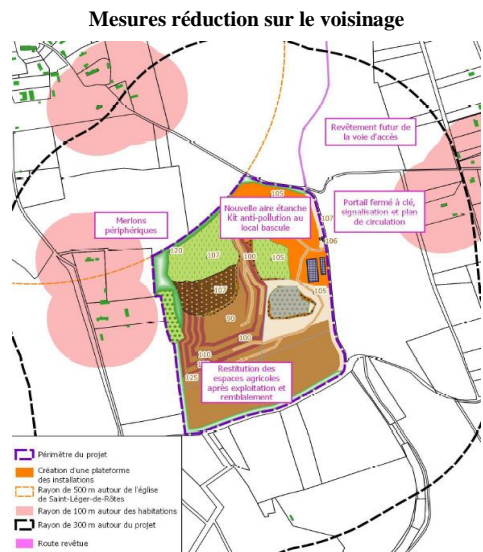 Mesures réduction sur le voisinage
Revêtement futur de
la voie d'accès
105
Nouvelle aire étanche
Kit anti-pollution au
local bascule
Portail fermé à clé,
signalisation et plan
de circulation
107
106
Merlons
périphériques
120
107
100
105
107
105
90
100
110
125
Restitution des
espaces agricoles
après exploitation et
remblaiement
Périmètre du projet
Création d'une plateforme
des installations
Rayon de 500 m autour de l'église
de Saint-Léger-de-Rôtes
Rayon de 100 m autour des habitations
Rayon de 300 m autour du projet
Route revêtue